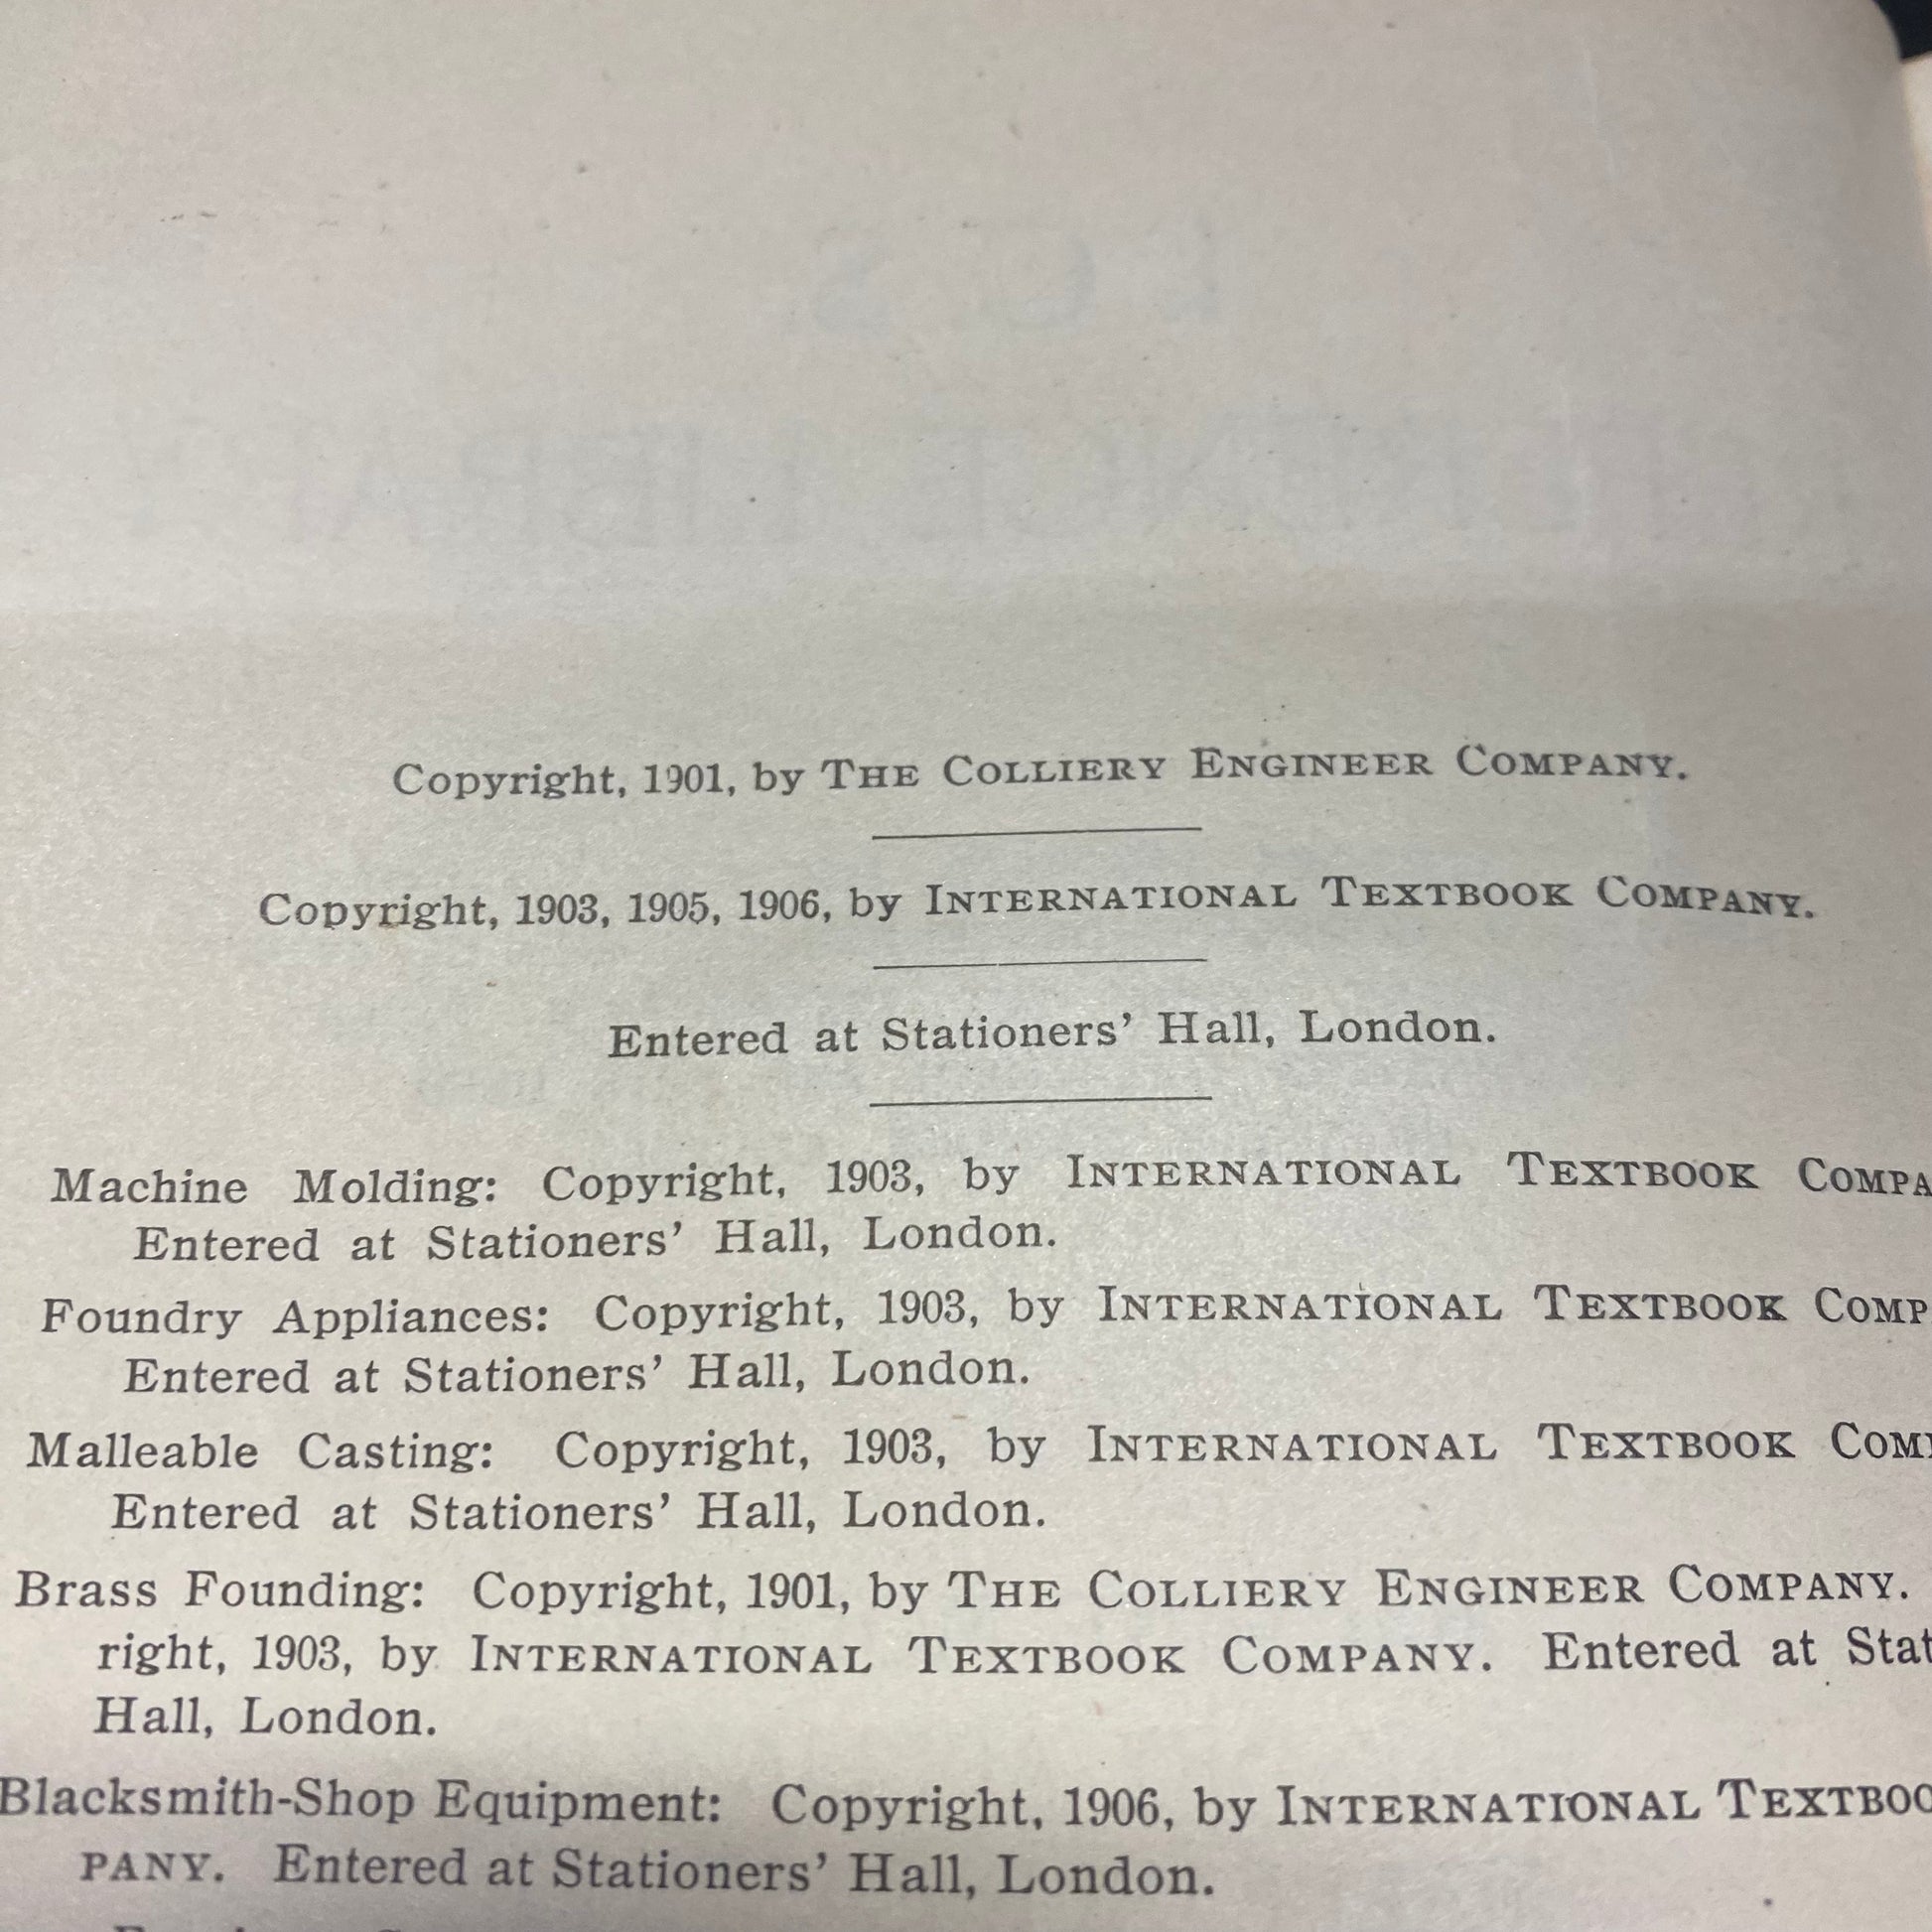 Copyright, 1901, by THE COLLIERY ENGINEER COMPANY.
Copyright, 1903, 1905, 1906, by INTERNATIONAL TEXTBOOK COMPANY.
Entered at Stationers' Hall, London.
Machine Molding: Copyright, 1903, by INTERNATIONAL TEXTBOOK COMPA
Entered at Stationers' Hall, London.
Foundry Appliances: Copyright, 1903, by INTERNATIONAL TEXTBOOK COMP
Entered at Stationers' Hall, London.
Malleable Casting: Copyright, 1903, by INTERNATIONAL TEXTBOOK COM
Entered at Stationers' Hall, London.
Brass Founding: Copyright, 1901, by THE COLLIERY ENGINEER COMPANY.
right, 1903, by INTERNATIONAL TEXTBOOK COMPANY. Entered at Stat
Hall, London.
Blacksmith-Shop Equipment: Copyright, 1906, by INTERNATIONAL TEXTBOO
PANY. Entered at Stationers' Hall, London.